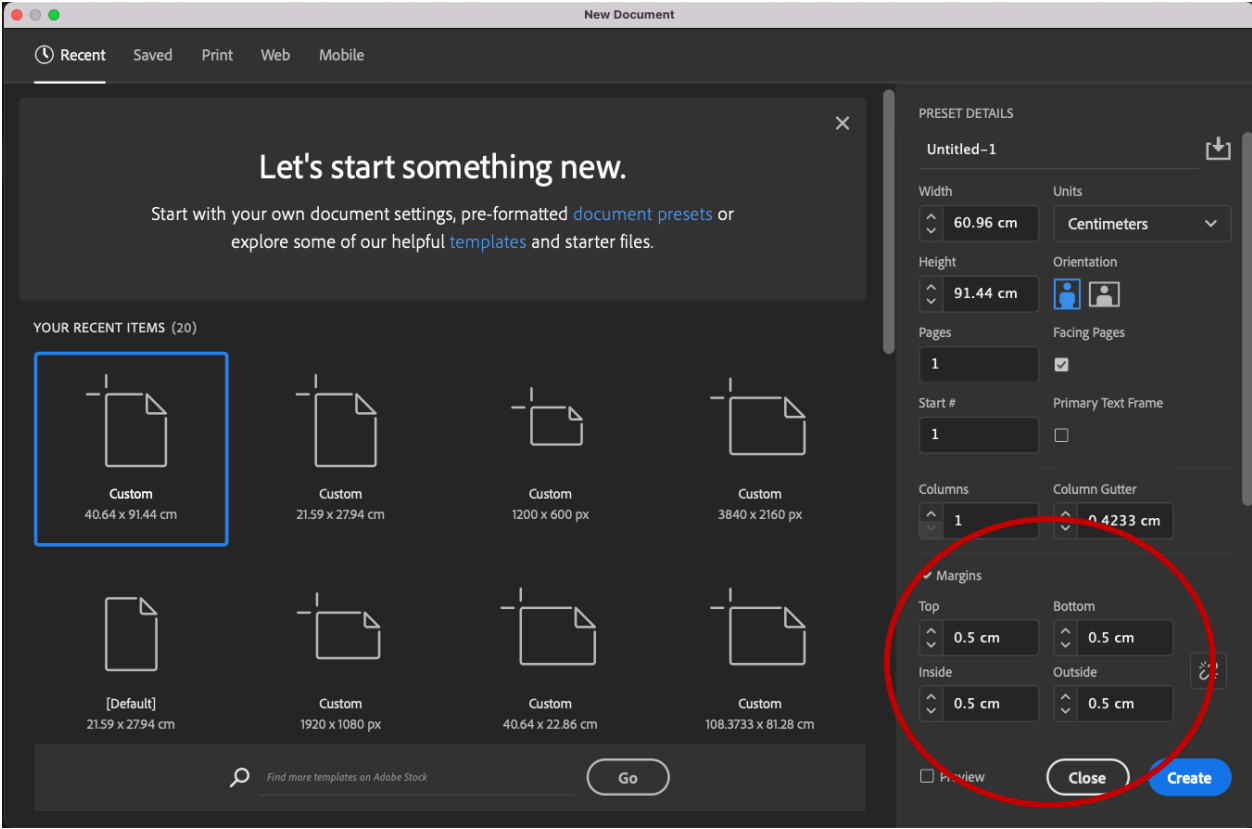 New Document
Recent Saved Print Web Mobile
Let's start something new.
Start with your own document settings, pre-formatted document presets or
explore some of our helpful templates and starter files.
YOUR RECENT ITEMS (20)
Custom
40.64 x 91.44 cm
Custom
21.59 x 27.94 cm
Custom
1200 x 600 px
Custom
3840 x 2160 px
[Default]
21.59 x 27.94 cm
Custom
1920 x 1080 px
Custom
40.64 x 22.86 cm
Custom
108.3733 x 81.28 cm
Find more templates on Adobe Stock
Go
PRESET DETAILS
Untitled-1
Width Units
60.96 cm Centimeters
Height Orientation
91.44 cm
Pages Facing Pages
1
Start # Primary Text Frame
1
Columns Column Gutter
1 0.4233 cm
Margins
Top Bottom
0.5 cm 0.5 cm
Inside Outside
0.5 cm 0.5 cm
Preview Close Create